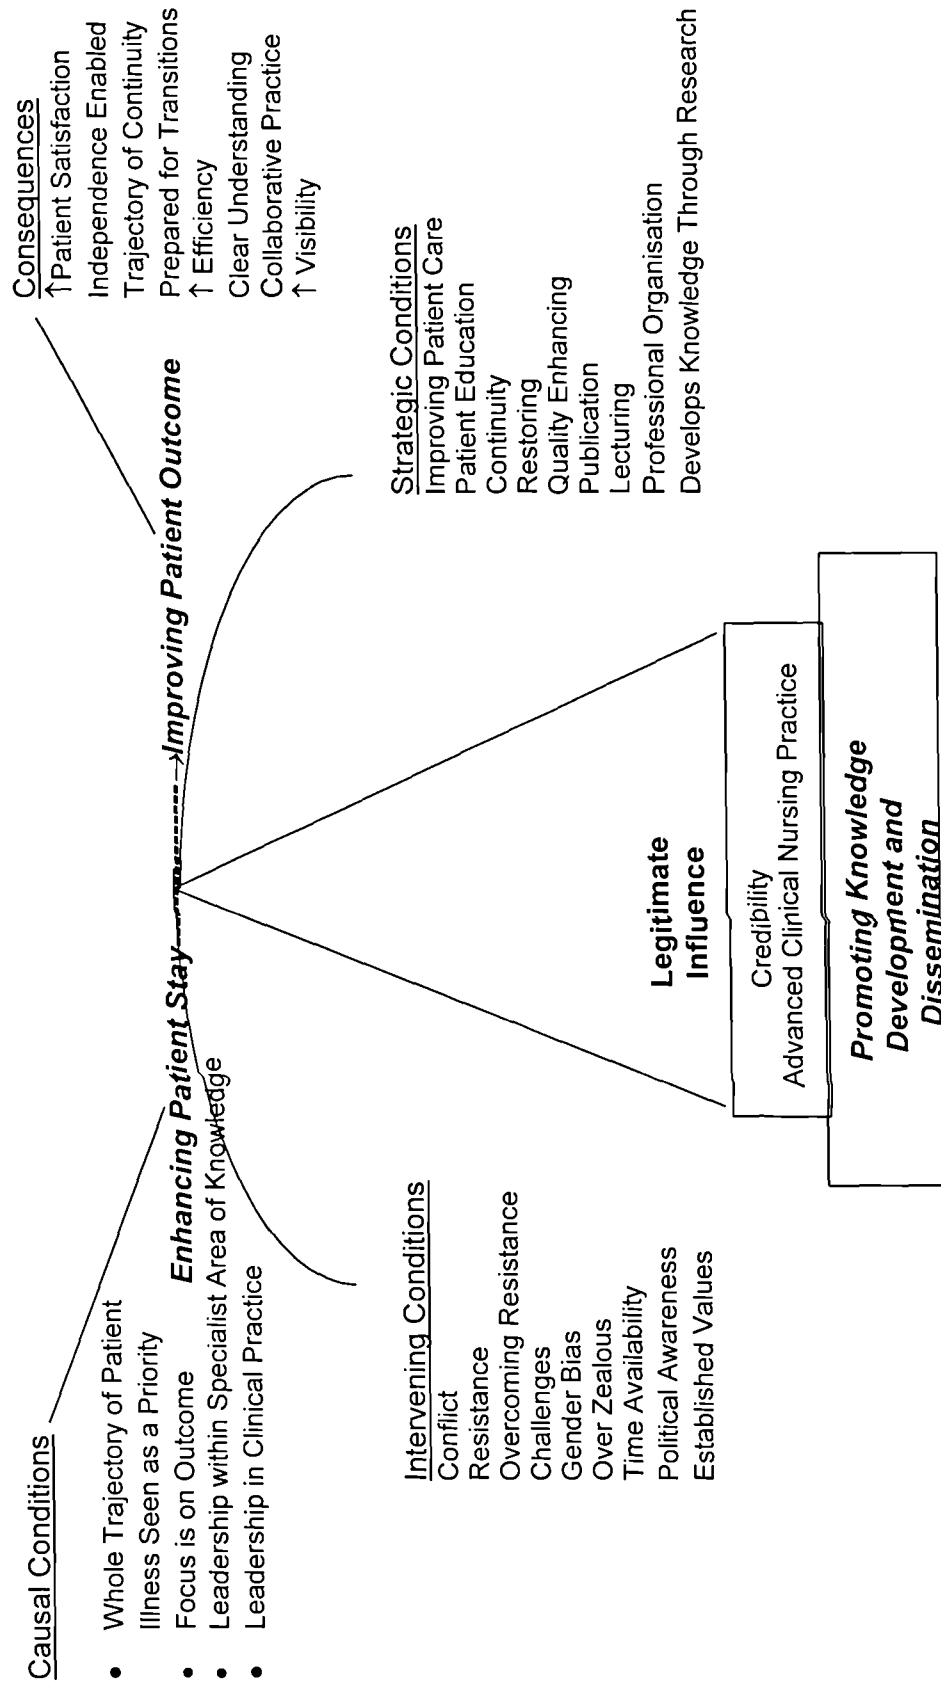 Causal Conditions
• Whole Trajectory of Patient
Illness Seen as a Priority
• Focus is on Outcome
• Leadership within Specialist Area of Knowledge
• Leadership in Clinical Practice
Enhancing Patient Stay
Improving Patient Outcome
Consequences
↑Patient Satisfaction
Independence Enabled
Trajectory of Continuity
Prepared for Transitions
↑ Efficiency
Clear Understanding
Collaborative Practice
↑ Visibility
Intervening Conditions
Conflict
Resistance
Overcoming Resistance
Challenges
Gender Bias
Over Zealous
Time Availability
Political Awareness
Established Values
Strategic Conditions
Improving Patient Care
Patient Education
Continuity
Restoring
Quality Enhancing
Publication
Lecturing
Professional Organisation
Develops Knowledge Through Research
Legitimate
Influence
Credibility
Advanced Clinical Nursing Practice
Promoting Knowledge
Development and
Dissemination